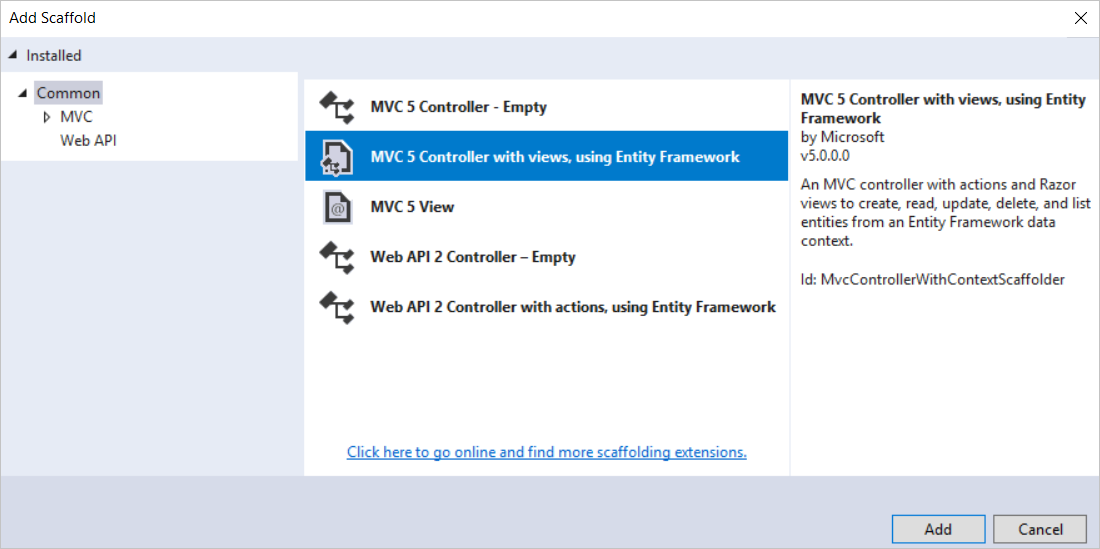 Add Scaffold
Installed
Common
MVC
Web API
MVC 5 Controller - Empty
MVC 5 Controller with views, using Entity Framework
MVC 5 View
Web API 2 Controller – Empty
Web API 2 Controller with actions, using Entity Framework
Click here to go online and find more scaffolding extensions.
MVC 5 Controller with views, using Entity
Framework
by Microsoft
v5.0.0.0
An MVC controller with actions and Razor
views to create, read, update, delete, and list
entities from an Entity Framework data
context.
Id: MvcControllerWithContextScaffolder
Add
Cancel